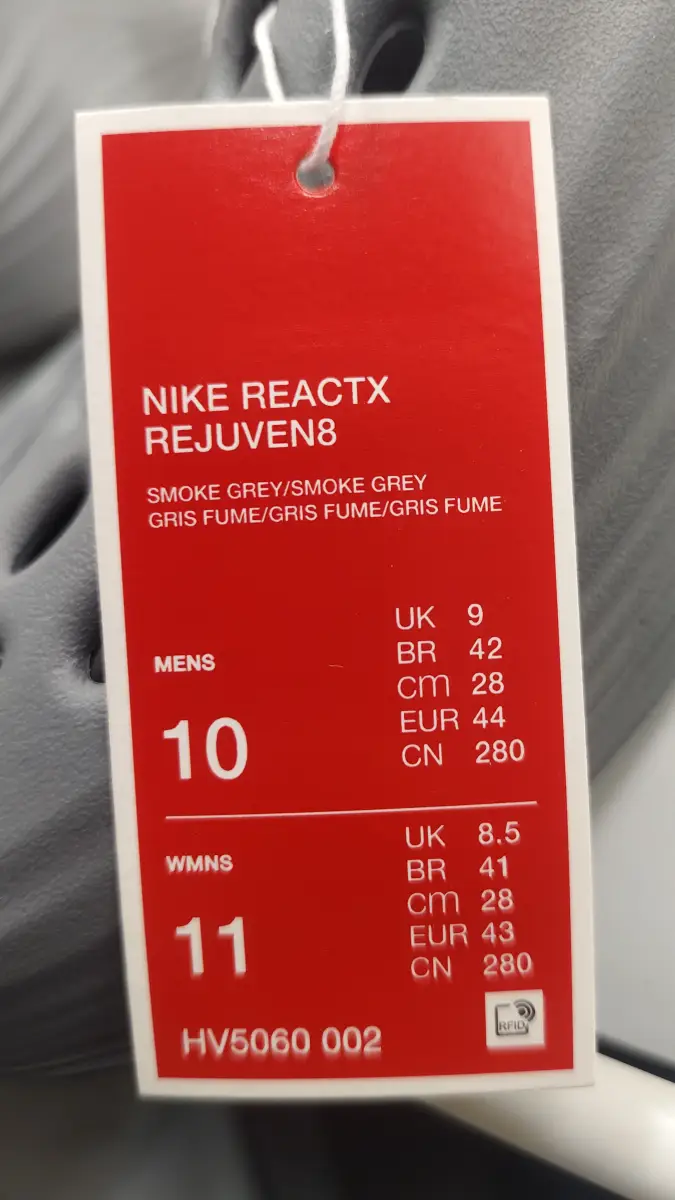 NIKE REACTX
REJUVEN8
SMOKE GREY/SMOKE GREY
GRIS FUME/GRIS FUME/GRIS FUME
MENS
10
UK 9
BR 42
cm 28
EUR 44
CN 280
WMNS
11
UK 8.5
BR 41
cm 28
EUR 43
CN 280
HV5060 002
RFID